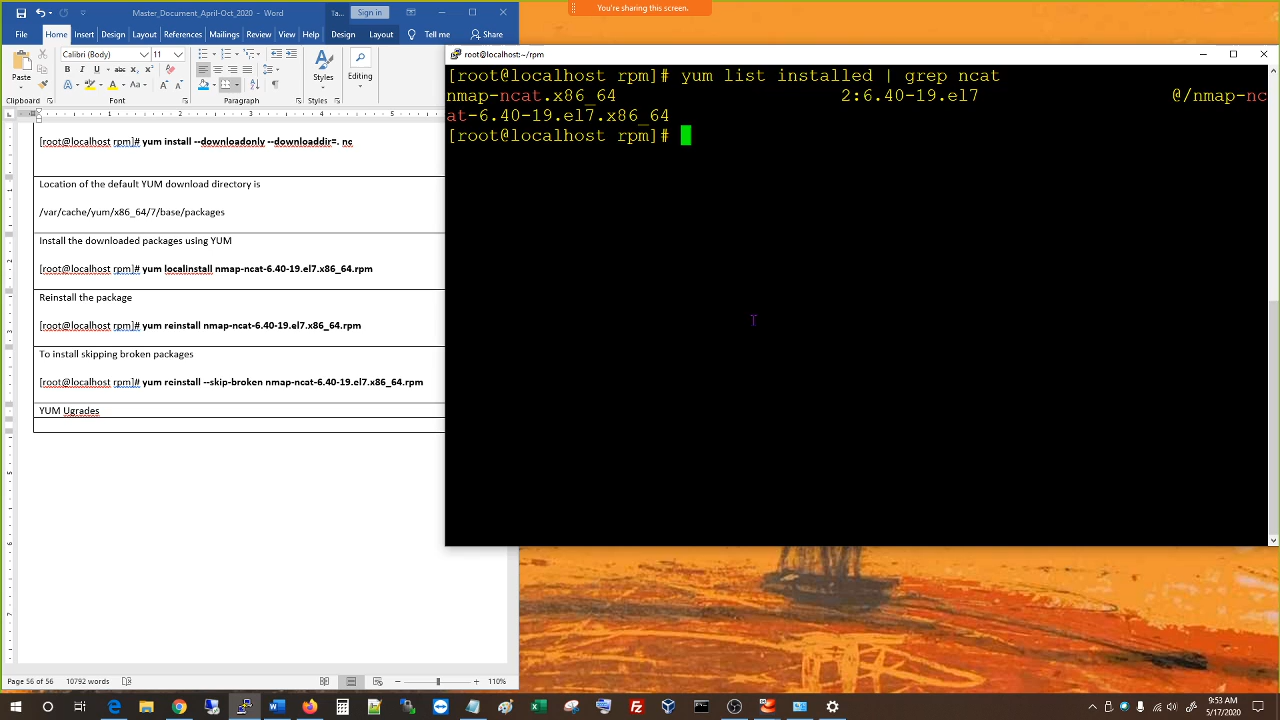 You're sharing this screen.
Master_Document_April-Oct_2020 - Word
Ta...
Sign in
File Home Insert Design Layout References Mailings Review View Help Design Layout Tell me Share
Paste
Calibri (Body) 11
Styles
Editing
Clipboard Font Paragraph Styles
[root@localhost rpm]# yum install --downloadonly --downloaddir=. nc
Location of the default YUM download directory is
/var/cache/yum/x86_64/7/base/packages
Install the downloaded packages using YUM
[root@localhost rpm]# yum localinstall nmap-ncat-6.40-19.el7.x86_64.rpm
Reinstall the package
[root@localhost rpm]# yum reinstall nmap-ncat-6.40-19.el7.x86_64.rpm
To install skipping broken packages
[root@localhost rpm]# yum reinstall --skip-broken nmap-ncat-6.40-19.el7.x86_64.rpm
YUM Ugrades
Page 56 of 56 10792 words 110%
root@localhost:~/rpm
[root@localhost rpm]# yum list installed | grep ncat
nmap-ncat.x86_64 2:6.40-19.el7 @/nmap-nc
at-6.40-19.el7.x86_64
[root@localhost rpm]#
9:53 AM
5/17/2020